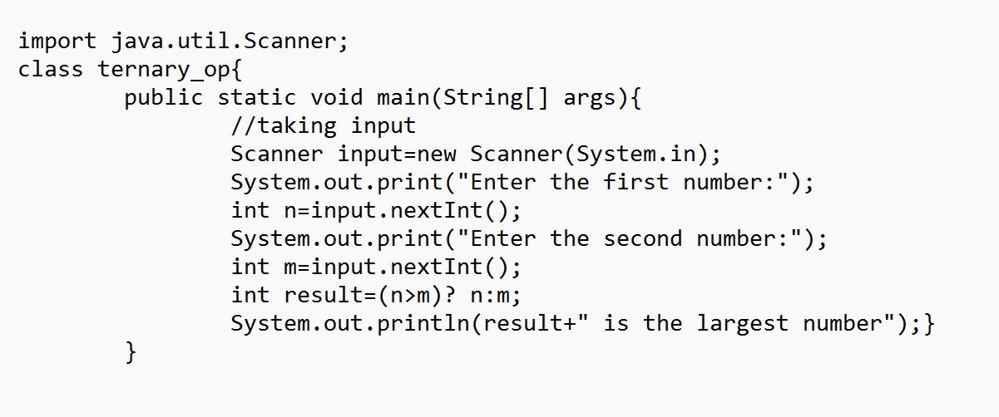 import java.util.Scanner;
class ternary_op{
        public static void main(String[] args){
                //taking input
                Scanner input=new Scanner(System.in);
                System.out.print("Enter the first number:");
                int n=input.nextInt();
                System.out.print("Enter the second number:");
                int m=input.nextInt();
                int result=(n>m)? n:m;
                System.out.println(result+" is the largest number");}
        }